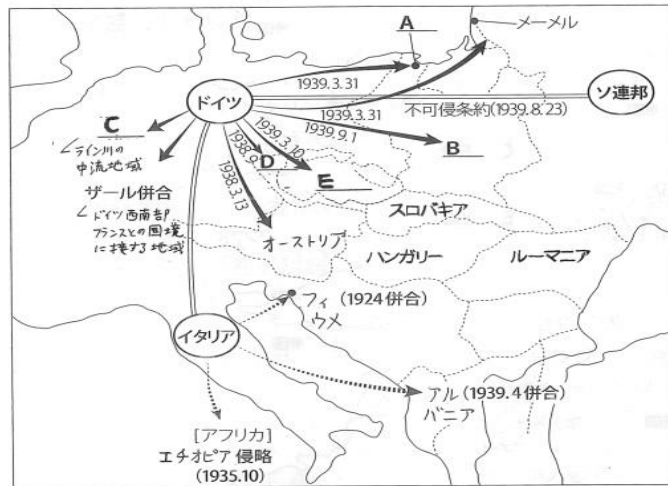 A
メーメル
1939.3.31
ドイツ
ソ連邦
不可侵条約(1939.8.23)
1939.3.31
1939.9.1
1939.3.10
1938.9
1938.3.13
C
ライン川の
中流地域
B
D
E
ザール併合
ドイツ西南部
フランスとの国境
に接する地域
スロバキア
オーストリア
ハンガリー
ルーマニア
フィ(1924併合)
ウメ
イタリア
アル(1939.4併合)
バニア
[アフリカ]
エチオピア侵略
(1935.10)